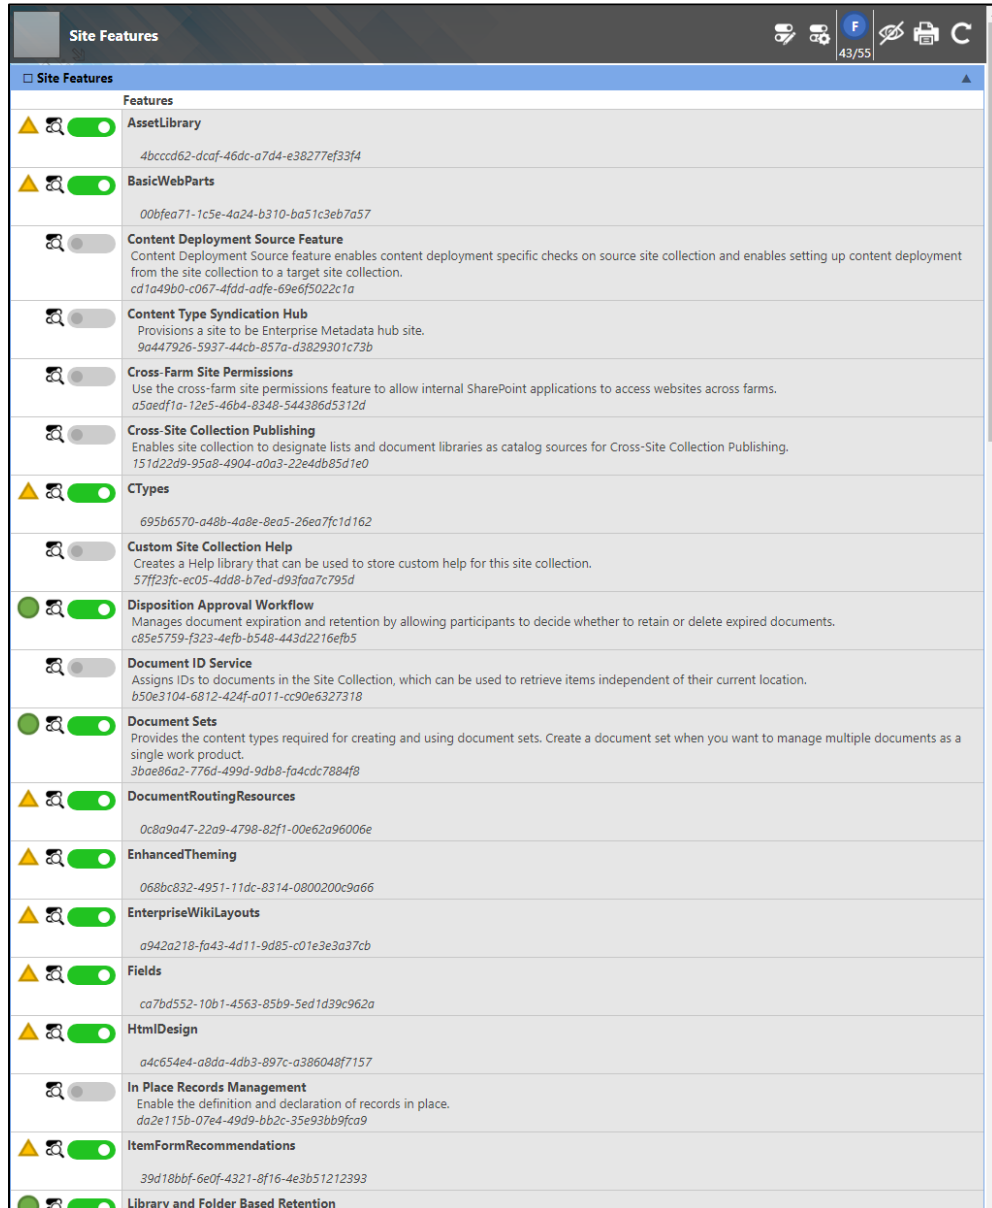 Site Features
F
43/55
Site Features
Features
AssetLibrary
4bcccd62-dcaf-46dc-a7d4-e38277ef33f4
BasicWebParts
00bfea71-1c5e-4a24-b310-ba51c3eb7a57
Content Deployment Source Feature
Content Deployment Source feature enables content deployment specific checks on source site collection and enables setting up content deployment
from the site collection to a target site collection.
cd1a49b0-c067-4fdd-adfe-69e6f5022c1a
Content Type Syndication Hub
Provisions a site to be Enterprise Metadata hub site.
9a447926-5937-44cb-857a-d3829301c73b
Cross-Farm Site Permissions
Use the cross-farm site permissions feature to allow internal SharePoint applications to access websites across farms.
a5aedf1a-12e5-46b4-8348-544386d5312d
Cross-Site Collection Publishing
Enables site collection to designate lists and document libraries as catalog sources for Cross-Site Collection Publishing.
151d22d9-95a8-4904-a0a3-22e4db85d1e0
CTypes
695b6570-a48b-4a8e-8ea5-26ea7fc1d162
Custom Site Collection Help
Creates a Help library that can be used to store custom help for this site collection.
57ff23fc-ec05-4dd8-b7ed-d93faa7c795d
Disposition Approval Workflow
Manages document expiration and retention by allowing participants to decide whether to retain or delete expired documents.
c85e5759-f323-4efb-b548-443d2216efb5
Document ID Service
Assigns IDs to documents in the Site Collection, which can be used to retrieve items independent of their current location.
b50e3104-6812-424f-a011-cc90e6327318
Document Sets
Provides the content types required for creating and using document sets. Create a document set when you want to manage multiple documents as a
single work product.
3bae86a2-776d-499d-9db8-fa4cdc7884f8
DocumentRoutingResources
0c8a9a47-22a9-4798-82f1-00e62a96006e
EnhancedTheming
068bc832-4951-11dc-8314-0800200c9a66
EnterpriseWikiLayouts
a942a218-fa43-4d11-9d85-c01e3e3a37cb
Fields
ca7bd552-10b1-4563-85b9-5ed1d39c962a
HtmlDesign
a4c654e4-a8da-4db3-897c-a386048f7157
In Place Records Management
Enable the definition and declaration of records in place.
da2e115b-07e4-49d9-bb2c-35e93bb9fca9
ItemFormRecommendations
39d18bbf-6e0f-4321-8f16-4e3b51212393
Library and Folder Based Retention